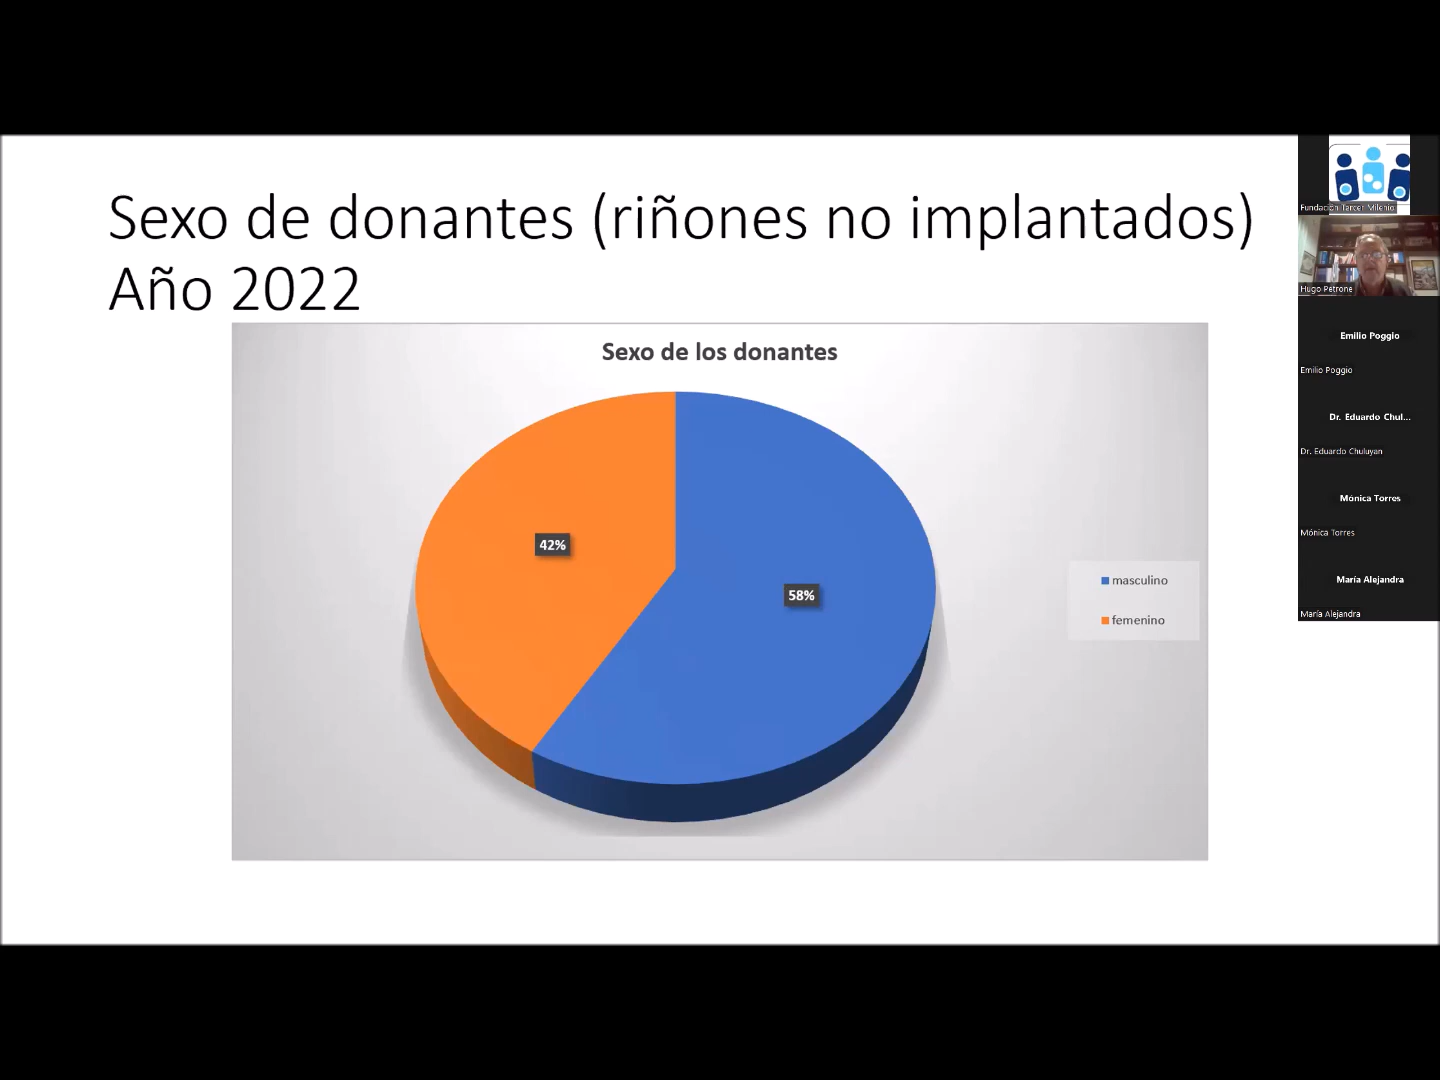 Sexo de donantes (riñones no implantados)
Año 2022
Sexo de los donantes
42%
58%
masculino
femenino
Fundación Tercer Milenio
Hugo Petrone
Emilio Poggio
Emilio Poggio
Dr. Eduardo Chul...
Dr. Eduardo Chuluyan
Mónica Torres
Mónica Torres
María Alejandra
María Alejandra